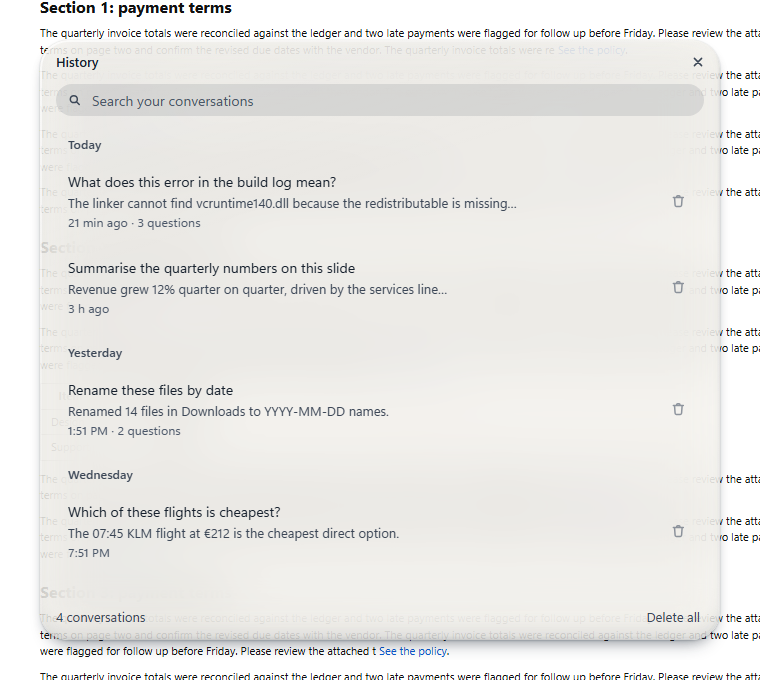 Section 1: payment terms
The quarterly invoice totals were reconciled against the ledger and two late payments were flagged for follow up before Friday. Please review the atta
terms on page two and confirm the revised due dates with the vendor. The quarterly invoice totals were re See the policy.
History
Search your conversations
Today
What does this error in the build log mean?
The linker cannot find vcruntime140.dll because the redistributable is missing...
21 min ago · 3 questions
Summarise the quarterly numbers on this slide
Revenue grew 12% quarter on quarter, driven by the services line...
3 h ago
Yesterday
Rename these files by date
Renamed 14 files in Downloads to YYYY-MM-DD names.
1:51 PM · 2 questions
Wednesday
Which of these flights is cheapest?
The 07:45 KLM flight at €212 is the cheapest direct option.
7:51 PM
4 conversations
Delete all
terms on page two and confirm the revised due dates with the vendor. The quarterly invoice totals were reconciled against the ledger and two late pa
were flagged for follow up before Friday. Please review the attached t See the policy.
The quarterly invoice totals were reconciled against the ledger and two late payments were flagged for follow up before Friday. Please review the atta